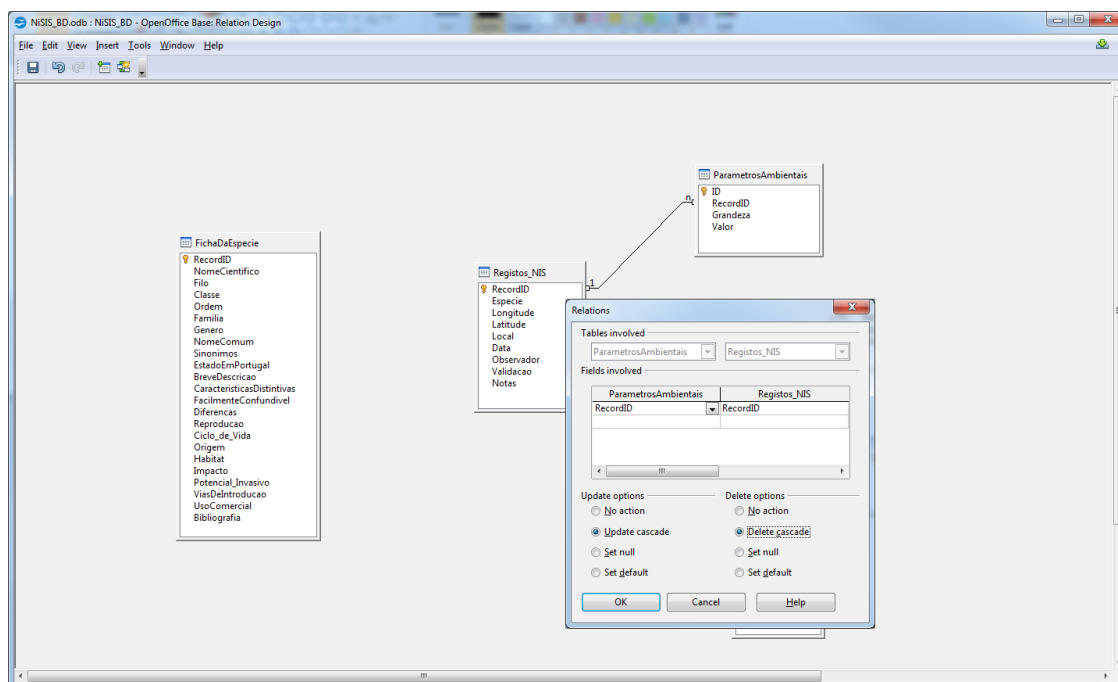 NiSIS_BD.odb : NiSIS_BD - OpenOffice Base: Relation Design
File Edit View Insert Tools Window Help
ParametrosAmbientais
ID
RecordID
Grandeza
Valor
n
1
FichaDaEspecie
RecordID
NomeCientifico
Filo
Classe
Ordem
Familia
Genero
NomeComum
Sinonimos
EstadoEmPortugal
BreveDescricao
CaracteristicasDistintivas
FacilmenteConfundivel
Diferencas
Reproducao
Ciclo_de_Vida
Origem
Habitat
Impacto
Potencial_Invasivo
ViasDeIntroducao
UsoComercial
Bibliografia
Registos_NIS
RecordID
Especie
Longitude
Latitude
Local
Data
Observador
Validacao
Notas
Relations
Tables involved
ParametrosAmbientais Registos_NIS
Fields involved
ParametrosAmbientais Registos_NIS
RecordID RecordID
Update options Delete options
No action No action
Update cascade Delete cascade
Set null Set null
Set default Set default
OK Cancel Help